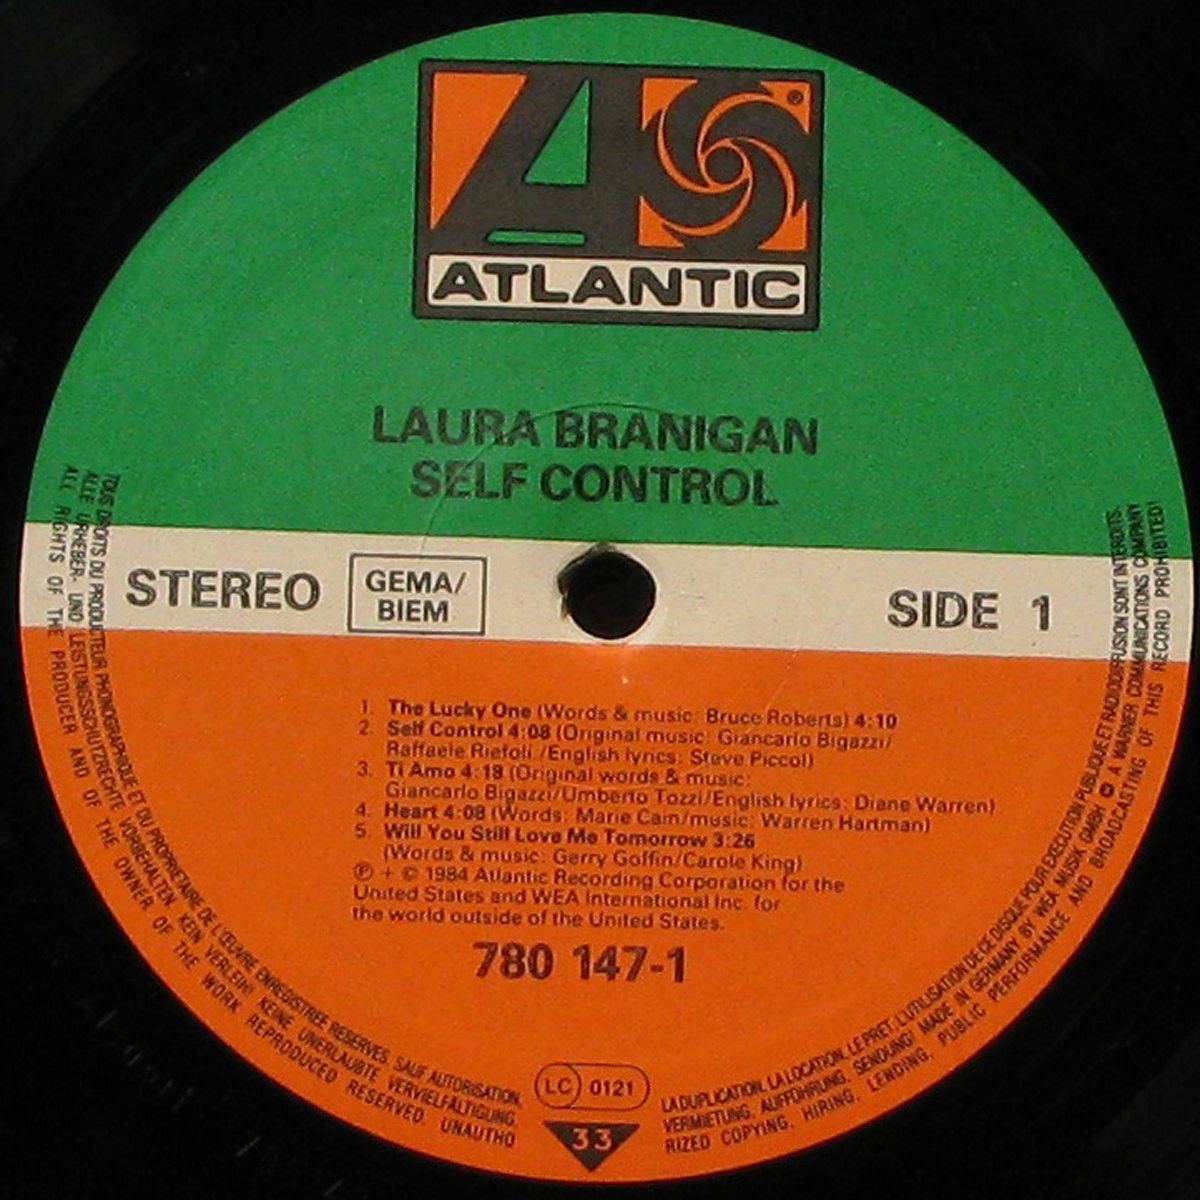 ATLANTIC
®
LAURA BRANIGAN
SELF CONTROL
STEREO
GEMA/
BIEM
SIDE 1
1. The Lucky One (Words & music: Bruce Roberts) 4:10
2. Self Control 4:08 (Original music: Giancarlo Bigazzi/
Raffaele Riefoli./English lyrics: Steve Piccol)
3. Ti Amo 4:18 (Original words & music:
Giancarlo Bigazzi/Umberto Tozzi/English lyrics: Diane Warren)
4. Heart 4:08 (Words: Marie Cain/music: Warren Hartman)
5. Will You Still Love Me Tomorrow 3:26
(Words & music: Gerry Goffin/Carole King)
℗ + © 1984 Atlantic Recording Corporation for the
United States and WEA International Inc. for
the world outside of the United States.
780 147-1
LC 0121
33
TOUS DROITS DU PRODUCTEUR PHONOGRAPHIQUE ET DU PROPRIETAIRE DE L'ŒUVRE ENREGISTREE RESERVES. SAUF AUTORISATION,
LA DUPLICATION, LA LOCATION, LE PRET, L'UTILISATION DE CE DISQUE POUR EXECUTION PUBLIQUE ET RADIODIFFUSION SONT INTERDITS.
ALLE URHEBER- UND LEISTUNGSSCHUTZRECHTE VORBEHALTEN. KEIN VERLEIH! KEINE UNERLAUBTE VERVIELFÄLTIGUNG,
VERMIETUNG, AUFFÜHRUNG, SENDUNG! MADE IN GERMANY BY WEA MUSIK GMBH A WARNER COMMUNICATIONS COMPANY
ALL RIGHTS OF THE PRODUCER AND OF THE OWNER OF THE WORK REPRODUCED RESERVED. UNAUTHO
RIZED COPYING, HIRING, LENDING, PUBLIC PERFORMANCE AND BROADCASTING OF THIS RECORD PROHIBITED!